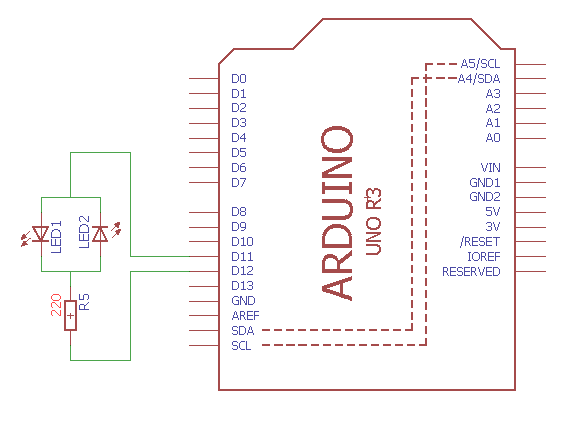 D0
D1
D2
D3
D4
D5
D6
D7
D8
D9
D10
D11
D12
D13
GND
AREF
SDA
SCL
A5/SCL
A4/SDA
A3
A2
A1
A0
VIN
GND1
GND2
5V
3V
/RESET
IOREF
RESERVED
ARDUINO
UNO R3
LED1
LED2
220
R5